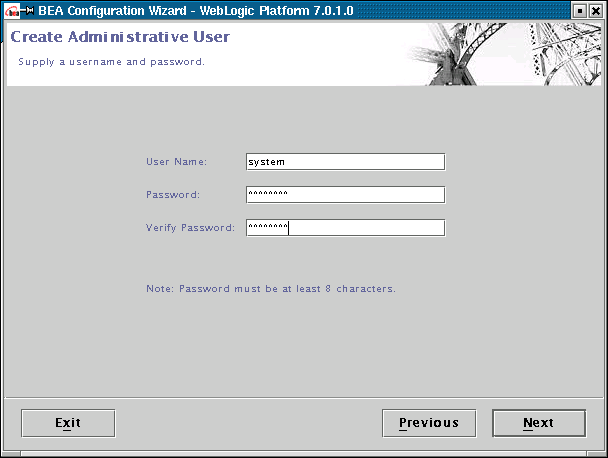 BEA Configuration Wizard - WebLogic Platform 7.0.1.0
Create Administrative User
Supply a username and password.
User Name: system
Password: ********
Verify Password: ********
Note: Password must be at least 8 characters.
Exit Previous Next